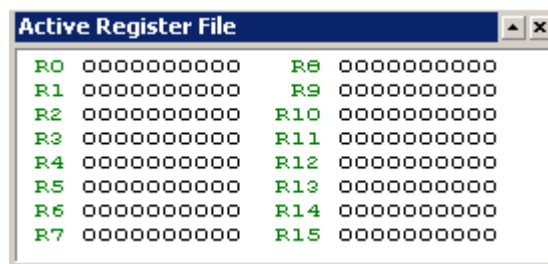 Active Register File
R0 0000000000 R8 0000000000
R1 0000000000 R9 0000000000
R2 0000000000 R10 0000000000
R3 0000000000 R11 0000000000
R4 0000000000 R12 0000000000
R5 0000000000 R13 0000000000
R6 0000000000 R14 0000000000
R7 0000000000 R15 0000000000